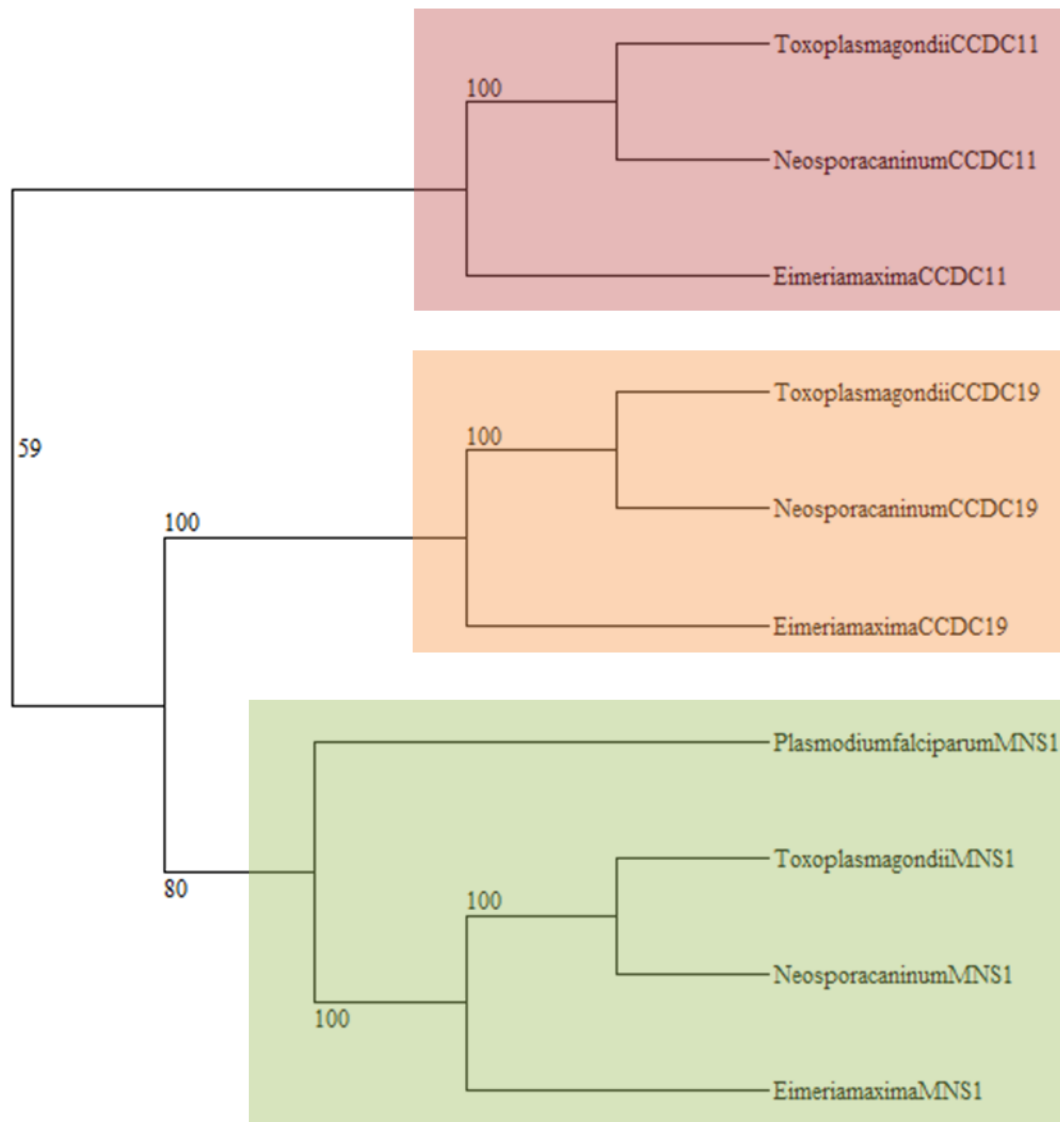 ToxoplasmagondiiCCDC11
100
NeosporacaninumCCDC11
EimeriamaximaCCDC11
ToxoplasmagondiiCCDC19
100
59
NeosporacaninumCCDC19
100
EimeriamaximaCCDC19
PlasmodiumfalciparumMNS1
ToxoplasmagondiiMNS1
80
100
NeosporacaninumMNS1
100
EimeriamaximaMNS1